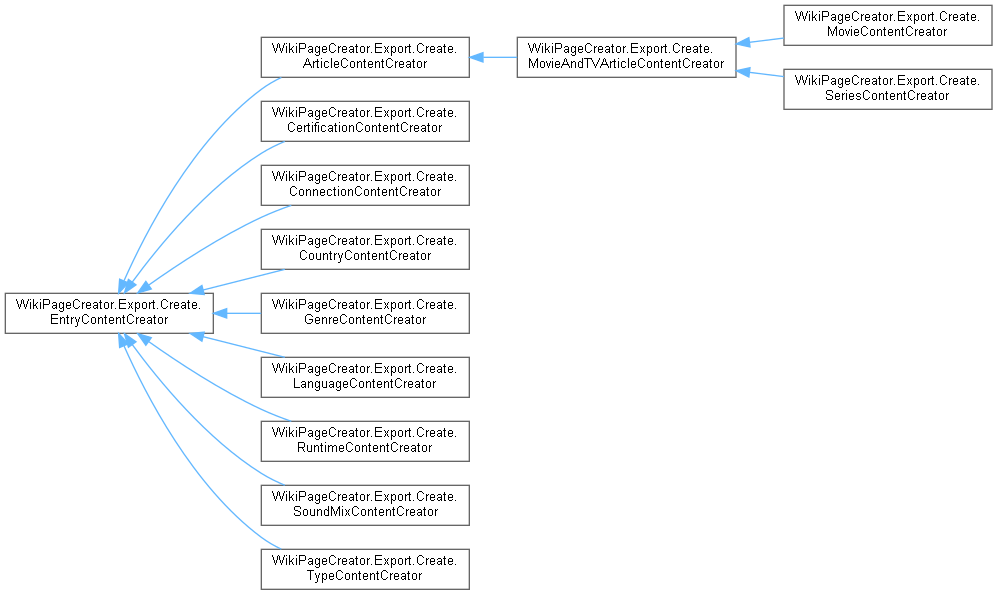 WikiPageCreator.Export.Create.
MovieContentCreator
WikiPageCreator.Export.Create.
ArticleContentCreator
WikiPageCreator.Export.Create.
MovieAndTVArticleContentCreator
WikiPageCreator.Export.Create.
SeriesContentCreator
WikiPageCreator.Export.Create.
CertificationContentCreator
WikiPageCreator.Export.Create.
ConnectionContentCreator
WikiPageCreator.Export.Create.
CountryContentCreator
WikiPageCreator.Export.Create.
EntryContentCreator
WikiPageCreator.Export.Create.
GenreContentCreator
WikiPageCreator.Export.Create.
LanguageContentCreator
WikiPageCreator.Export.Create.
RuntimeContentCreator
WikiPageCreator.Export.Create.
SoundMixContentCreator
WikiPageCreator.Export.Create.
TypeContentCreator